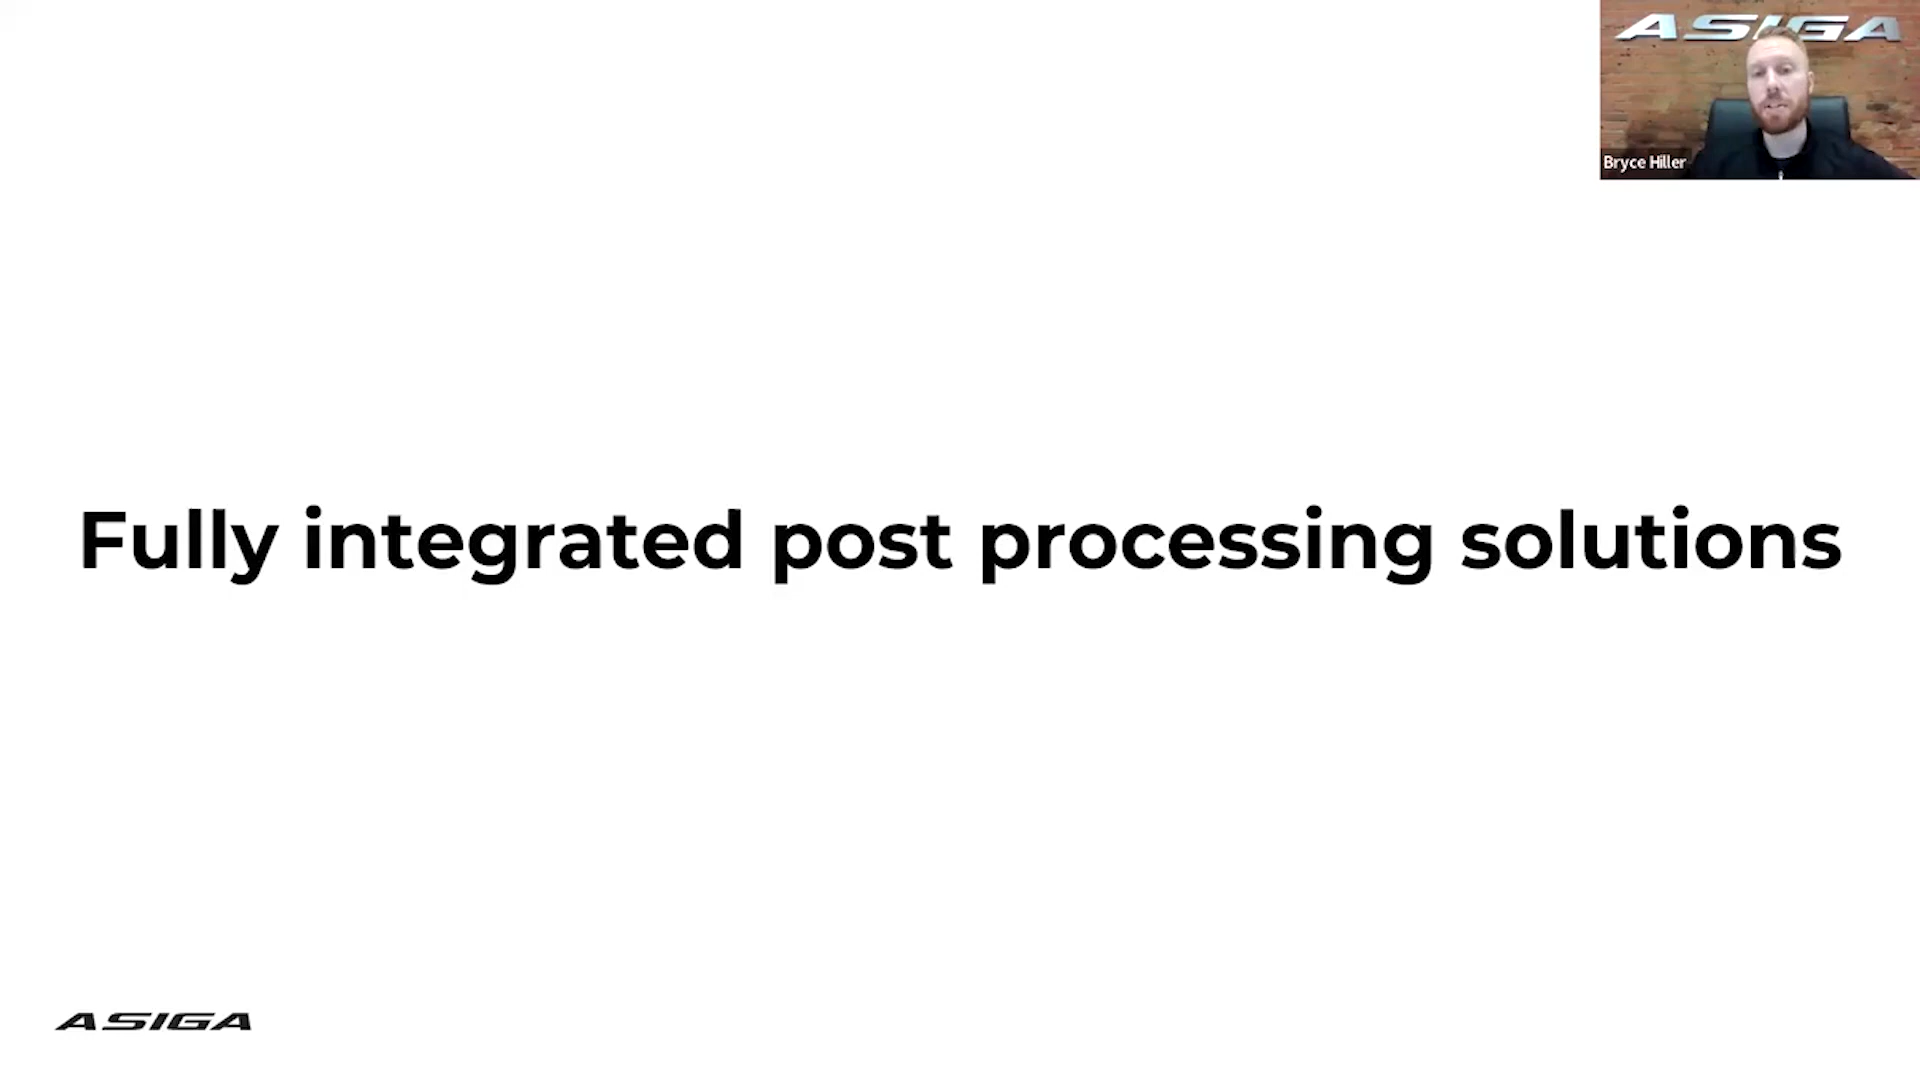 ASIGA
Bryce Hiller
Fully integrated post processing solutions
ASIGA